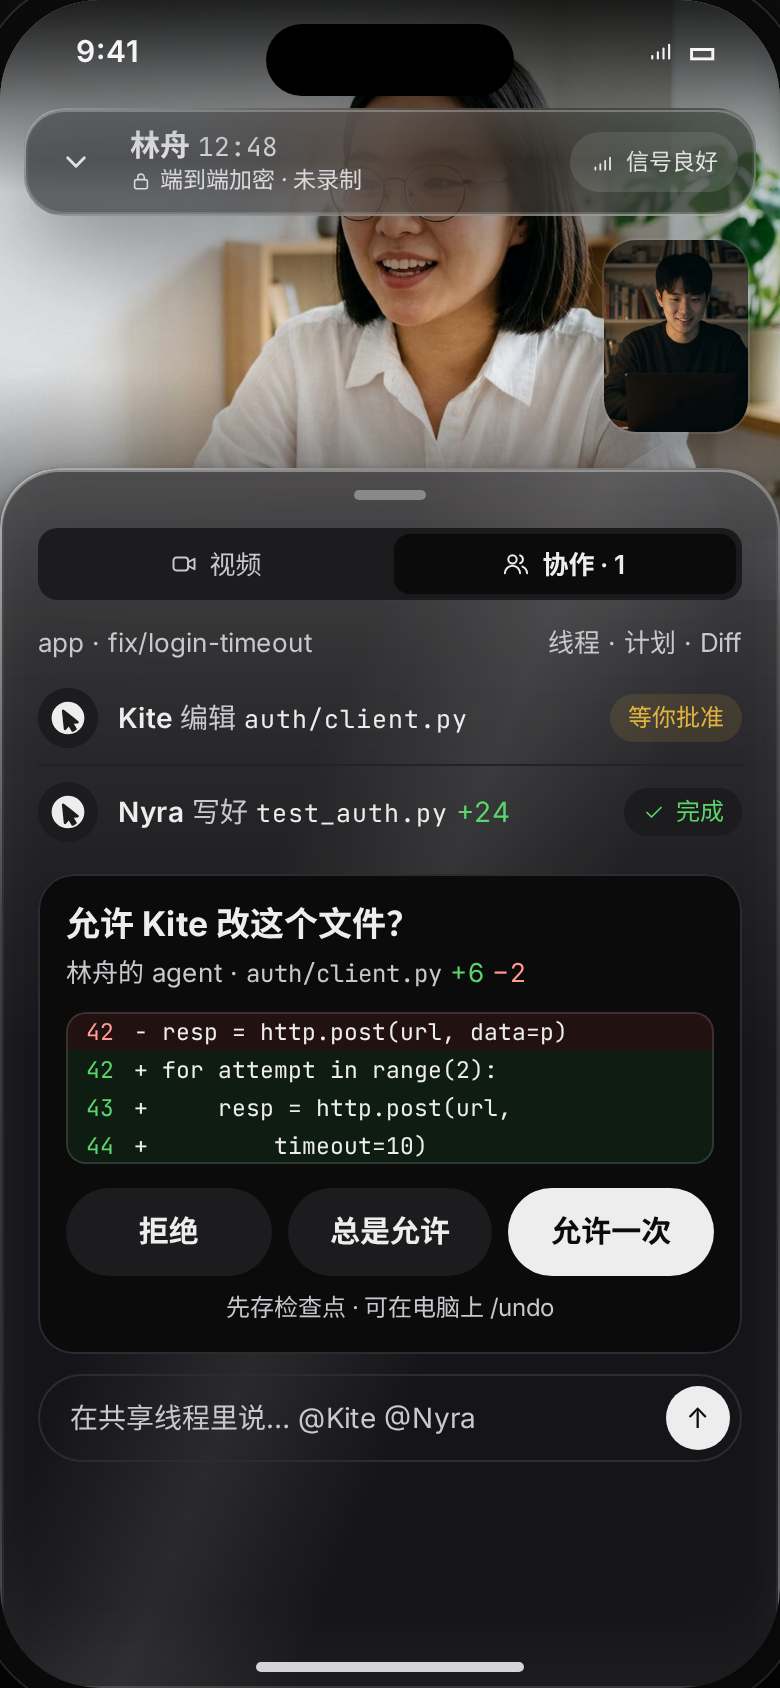 9:41
林舟 12:48
端到端加密 · 未录制
信号良好
视频
协作 · 1
app · fix/login-timeout
线程 · 计划 · Diff
Kite 编辑 auth/client.py
等你批准
Nyra 写好 test_auth.py +24
完成
允许 Kite 改这个文件?
林舟的 agent · auth/client.py +6 −2
42 - resp = http.post(url, data=p)
42 + for attempt in range(2):
43 +     resp = http.post(url,
44 +         timeout=10)
拒绝
总是允许
允许一次
先存检查点 · 可在电脑上 /undo
在共享线程里说... @Kite @Nyra